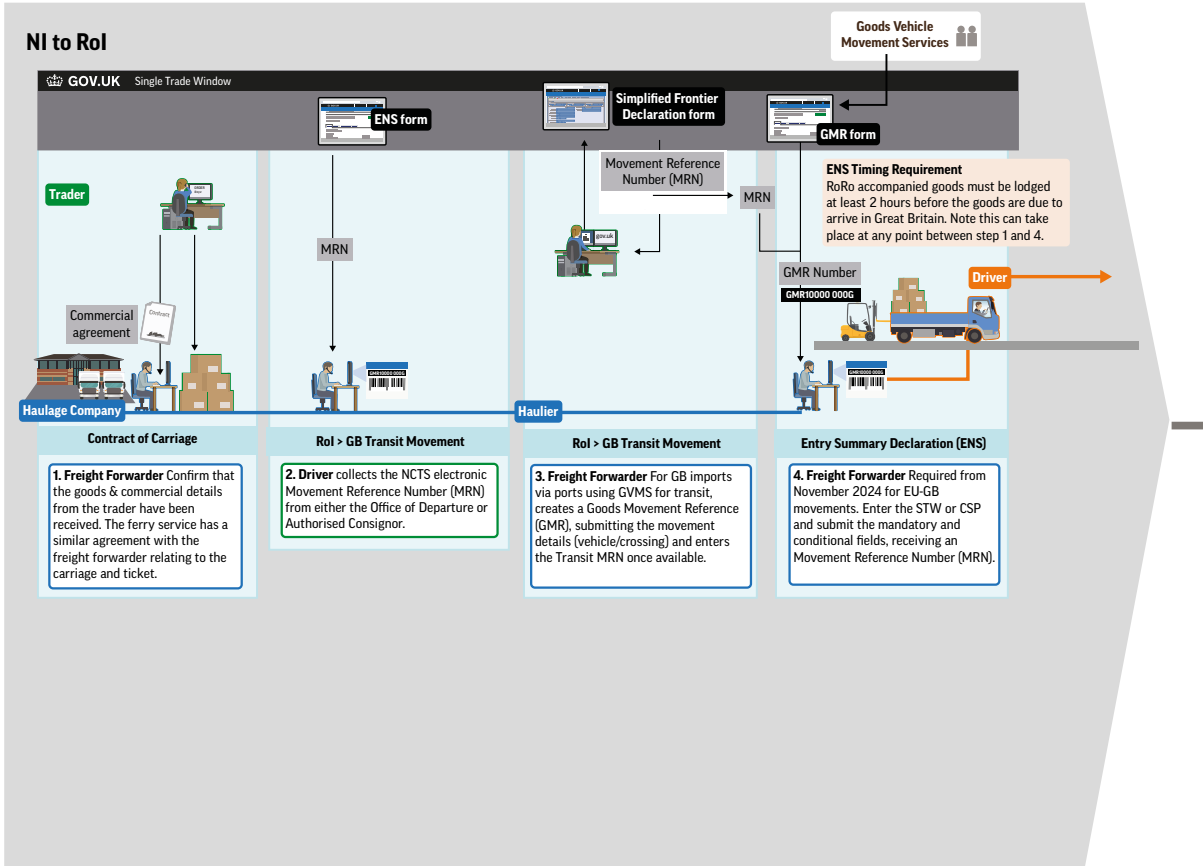 NI to RoI
Goods Vehicle
Movement Services
GOV.UK Single Trade Window
ENS form
Simplified Frontier
Declaration form
GMR form
Trader
Movement Reference
Number (MRN)
MRN
ENS Timing Requirement
RoRo accompanied goods must be lodged
at least 2 hours before the goods are due to
arrive in Great Britain. Note this can take
place at any point between step 1 and 4.
ORDER
MRN
gov.uk
GMR Number
GMR10000 000G
Driver
Commercial
agreement
Contract
GMR10000 000G
GMR10000 000G
Haulage Company
Haulier
Contract of Carriage
RoI > GB Transit Movement
RoI > GB Transit Movement
Entry Summary Declaration (ENS)
1. Freight Forwarder Confirm that
the goods & commercial details
from the trader have been
received. The ferry service has a
similar agreement with the
freight forwarder relating to the
carriage and ticket.
2. Driver collects the NCTS electronic
Movement Reference Number (MRN)
from either the Office of Departure or
Authorised Consignor.
3. Freight Forwarder For GB imports
via ports using GVMS for transit,
creates a Goods Movement Reference
(GMR), submitting the movement
details (vehicle/crossing) and enters
the Transit MRN once available.
4. Freight Forwarder Required from
November 2024 for EU-GB
movements. Enter the STW or CSP
and submit the mandatory and
conditional fields, receiving an
Movement Reference Number (MRN).